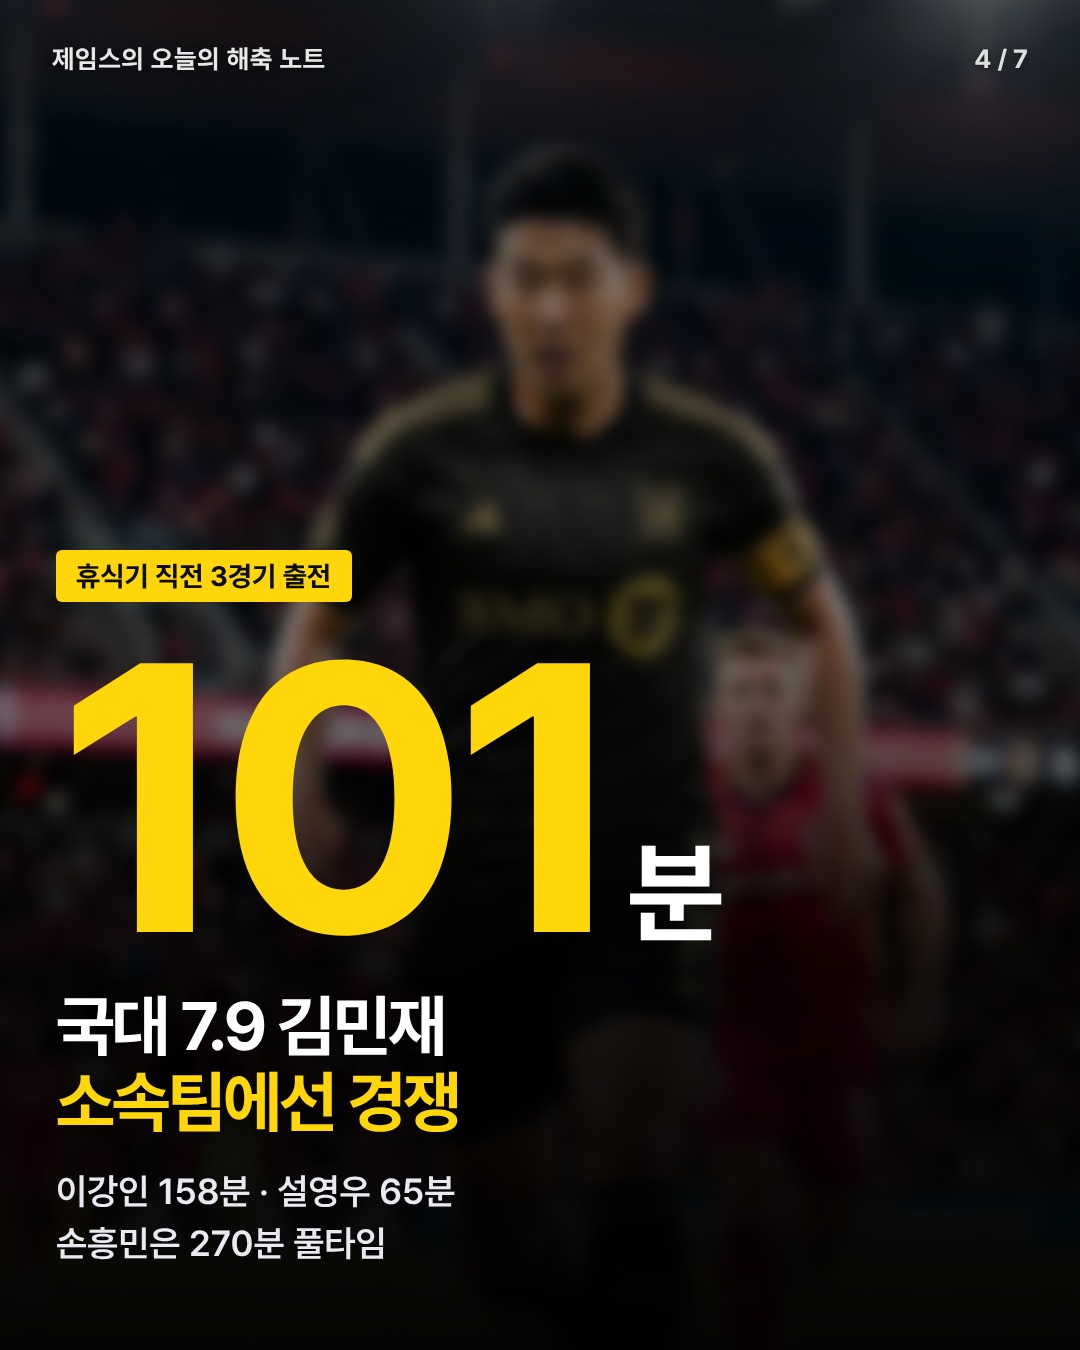 제임스의 오늘의 해축 노트
4 / 7
휴식기 직전 3경기 출전
101분
국대 7.9 김민재
소속팀에선 경쟁
이강인 158분 · 설영우 65분
손흥민은 270분 풀타임